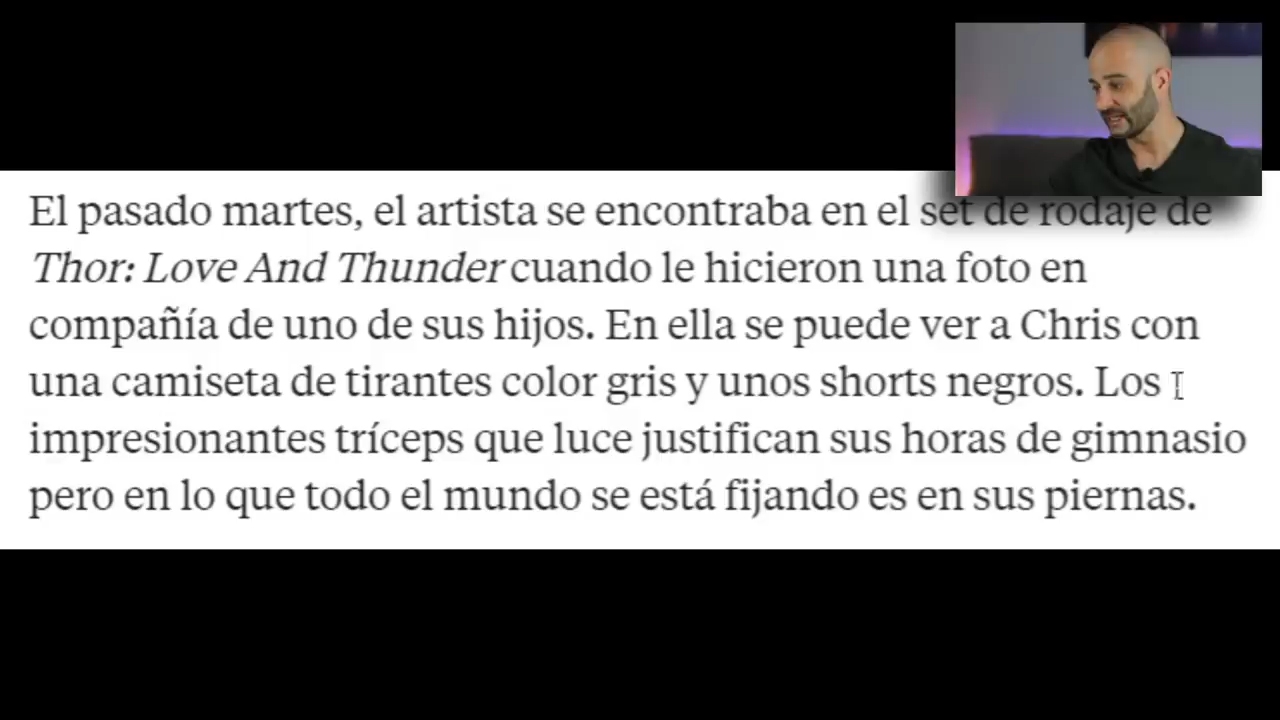 El pasado martes, el artista se encontraba en el set de rodaje de
Thor: Love And Thunder cuando le hicieron una foto en
compañía de uno de sus hijos. En ella se puede ver a Chris con
una camiseta de tirantes color gris y unos shorts negros. Los
impresionantes tríceps que luce justifican sus horas de gimnasio
pero en lo que todo el mundo se está fijando es en sus piernas.